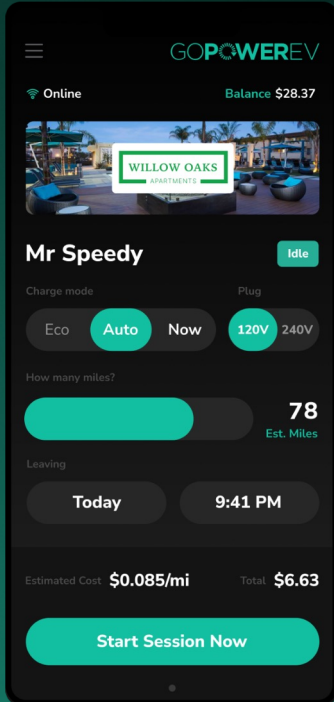 GOPOWEREV
Online
Balance $28.37
WILLOW OAKS
APARTMENTS
Mr Speedy
Idle
Charge mode
Plug
Eco Auto Now
120V 240V
How many miles?
78
Est. Miles
Leaving
Today
9:41 PM
Estimated Cost $0.085/mi
Total $6.63
Start Session Now